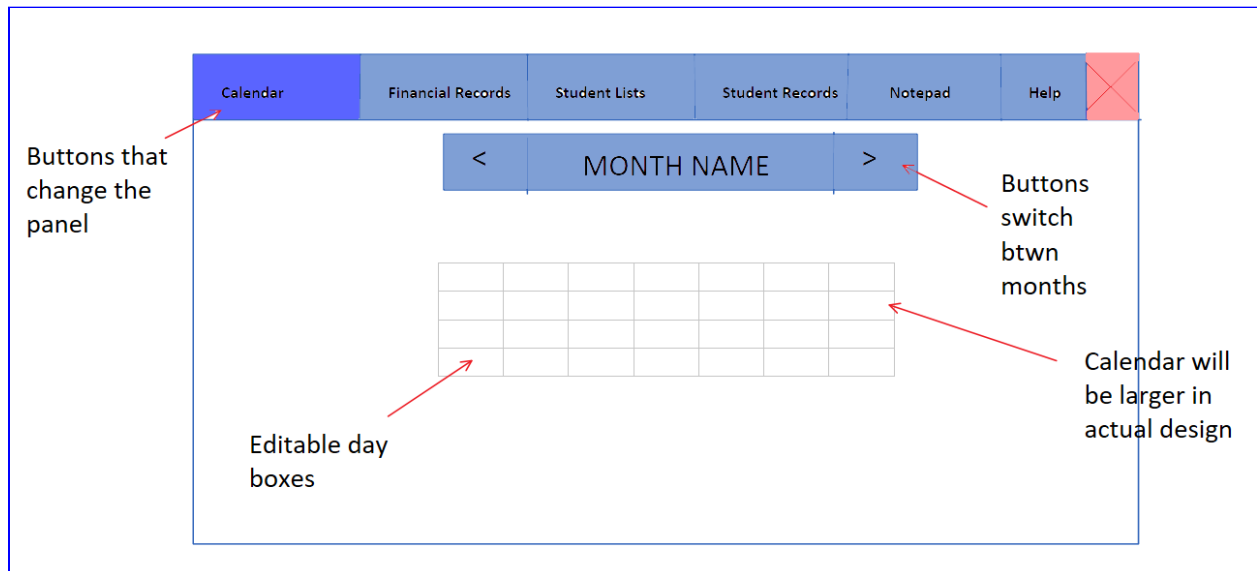 Calendar
Financial Records
Student Lists
Student Records
Notepad
Help
< MONTH NAME >
Buttons that
change the
panel
Buttons
switch
btwn
months
Calendar will
be larger in
actual design
Editable day
boxes